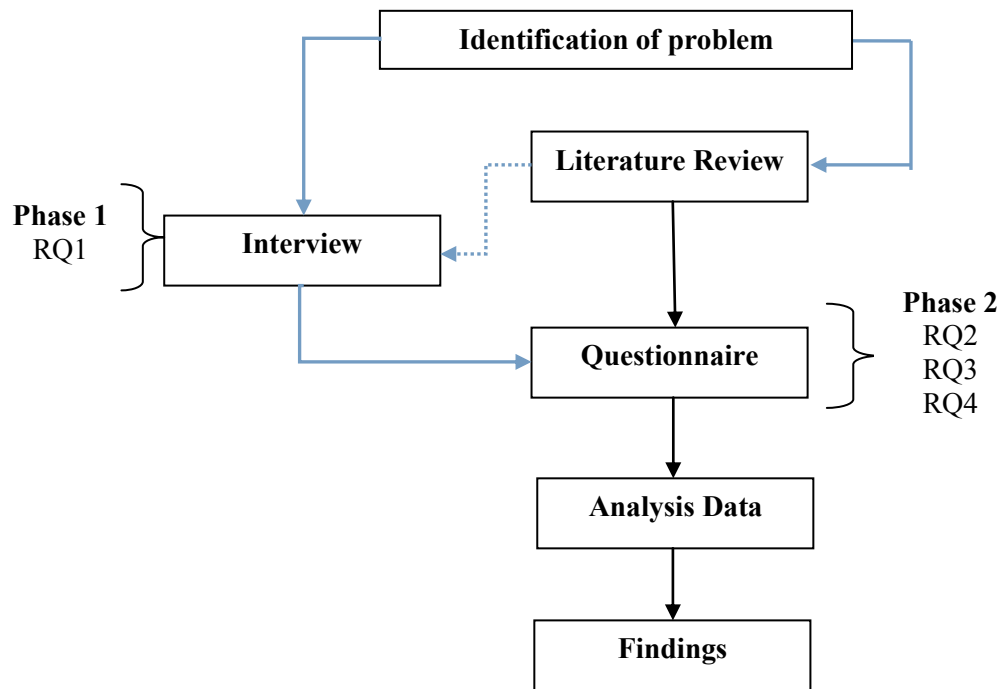 Identification of problem
Literature Review
Phase 1
RQ1
Interview
Phase 2
RQ2
RQ3
RQ4
Questionnaire
Analysis Data
Findings